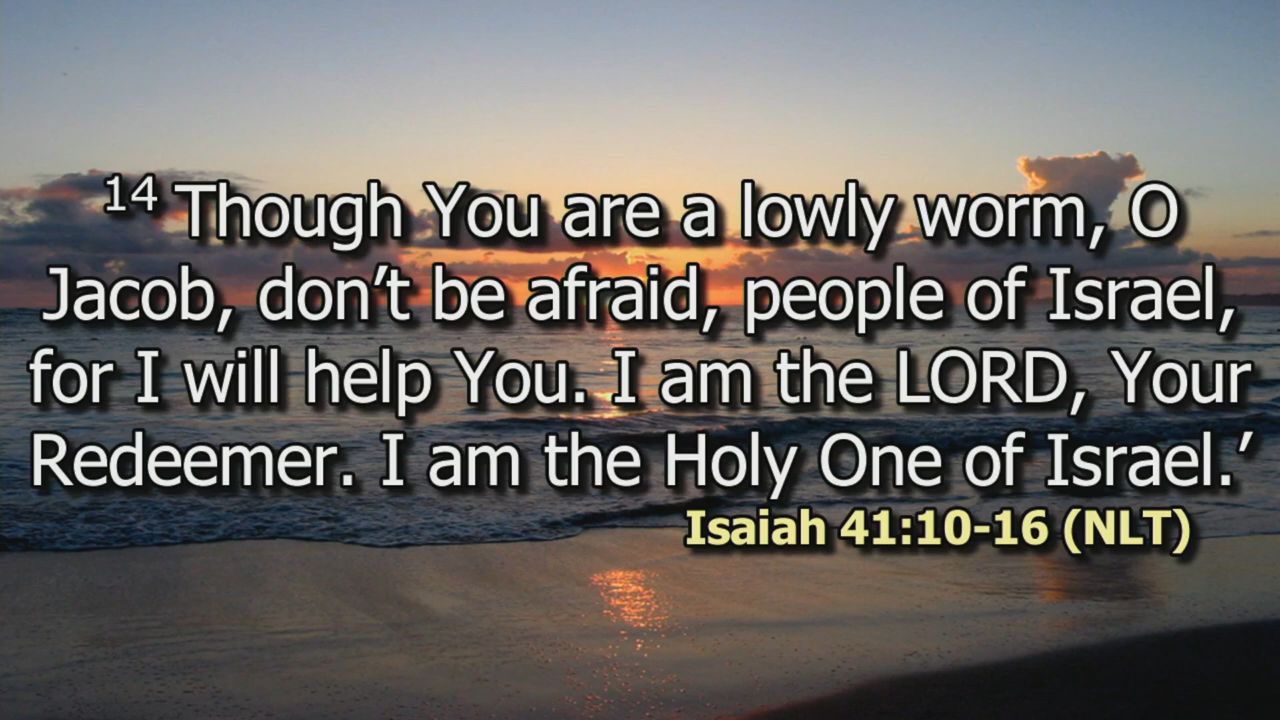 14 Though You are a lowly worm, O
Jacob, don’t be afraid, people of Israel,
for I will help You. I am the LORD, Your
Redeemer. I am the Holy One of Israel.’
Isaiah 41:10-16 (NLT)